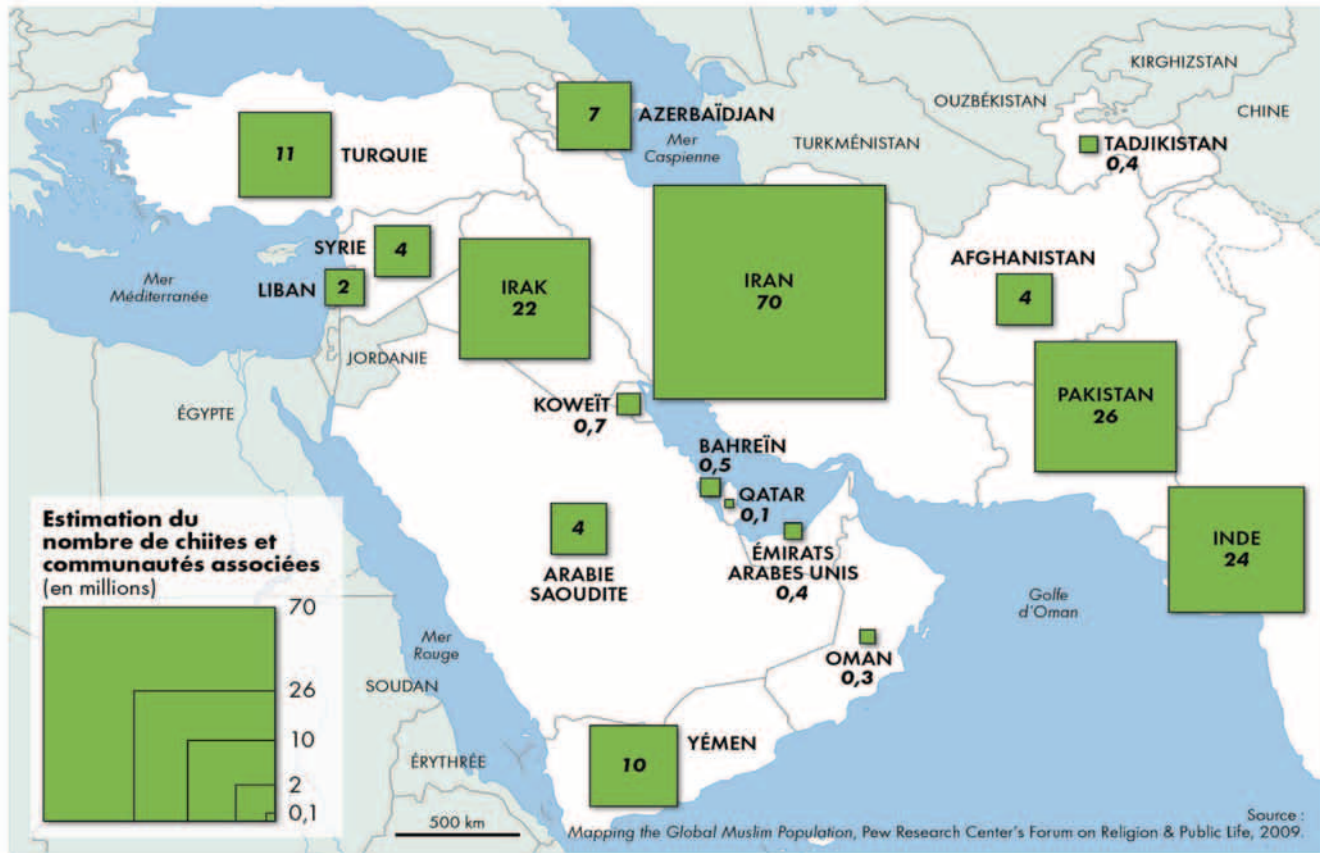 KIRGHIZSTAN
OUZBÉKISTAN
CHINE
7
AZERBAÏDJAN
Mer
Caspienne
TURKMÉNISTAN
TADJIKISTAN
0,4
11
TURQUIE
SYRIE
4
AFGHANISTAN
4
Mer
Méditerranée
LIBAN
2
IRAK
22
IRAN
70
JORDANIE
PAKISTAN
26
ÉGYPTE
KOWEÏT
0,7
BAHREÏN
0,5
QATAR
0,1
4
ARABIE
SAOUDITE
ÉMIRATS
ARABES UNIS
0,4
INDE
24
Golfe
d'Oman
Mer
Rouge
OMAN
0,3
SOUDAN
YÉMEN
10
ÉRYTHRÉE
Estimation du
nombre de chiites et
communautés associées
(en millions)
70
26
10
2
0,1
500 km
Source :
Mapping the Global Muslim Population, Pew Research Center's Forum on Religion & Public Life, 2009.